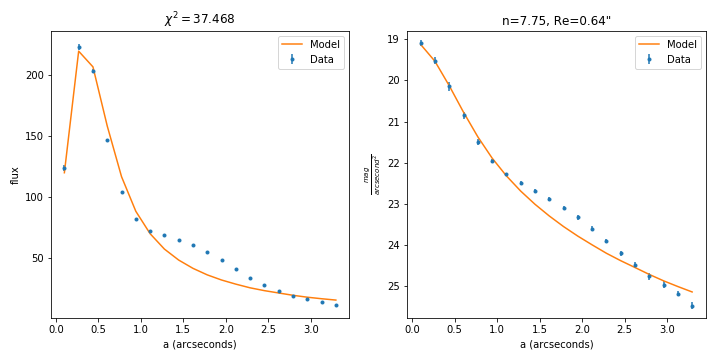 χ² = 37.468
Model
Data
flux
200
150
100
50
0.0 0.5 1.0 1.5 2.0 2.5 3.0
a (arcseconds)
n=7.75, Re=0.64"
Model
Data
mag/arcsecond²
19
20
21
22
23
24
25
0.0 0.5 1.0 1.5 2.0 2.5 3.0
a (arcseconds)